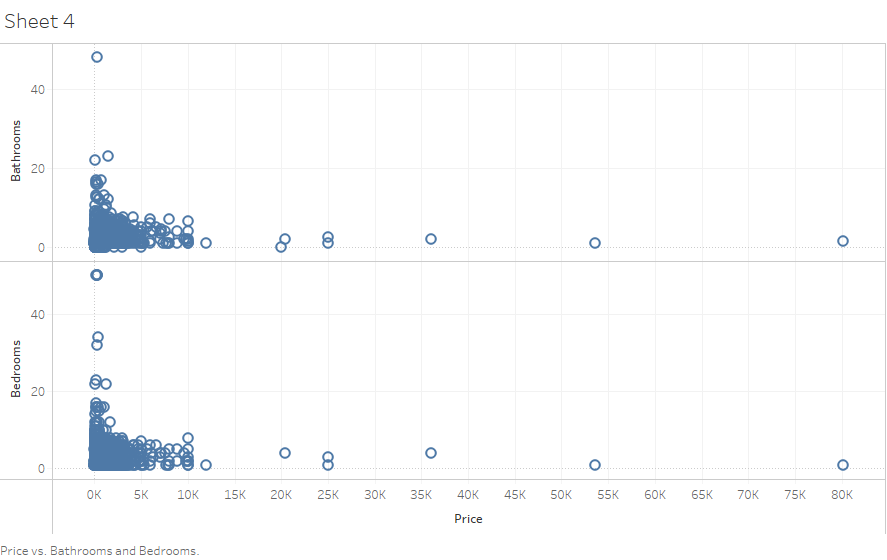 Sheet 4
Bathrooms
40
20
0
Bedrooms
40
20
0
0K 5K 10K 15K 20K 25K 30K 35K 40K 45K 50K 55K 60K 65K 70K 75K 80K
Price
Price vs. Bathrooms and Bedrooms.